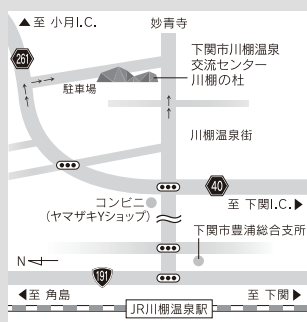 ▲至 小月I.C.
妙青寺
261
下関市川棚温泉
交流センター
川棚の杜
駐車場
川棚温泉街
40
コンビニ
(ヤマザキYショップ)
至 下関I.C.▶
下関市豊浦総合支所
N
191
◀至 角島
至 下関▶
JR川棚温泉駅